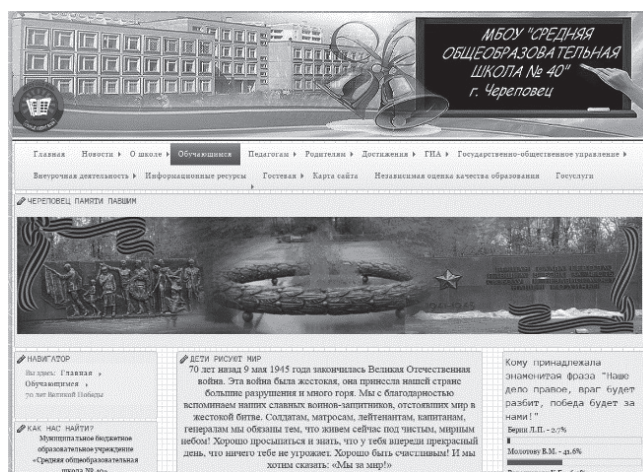 МБОУ "СРЕДНЯЯ
ОБЩЕОБРАЗОВАТЕЛЬНАЯ
ШКОЛА № 40"
г. Череповец
Главная Новости О школе Обучающимся Педагогам Родителям Достижения ГИА Государственно-общественное управление
Внеурочная деятельность Информационные ресурсы Гостевая Карта сайта Независимая оценка качества образования Госуслуги
ЧЕРЕПОВЕЦ ПАМЯТИ ПАВШИМ
1941-1945
НАВИГАТОР
Вы здесь: Главная
Обучающимся
70 лет Великой Победы
КАК НАС НАЙТИ?
Муниципальное бюджетное
образовательное учреждение
«Средняя общеобразовательная
школа № 40»
ДЕТИ РИСУЮТ МИР
70 лет назад 9 мая 1945 года закончилась Великая Отечественная
война. Эта война была жестокая, она принесла нашей стране
большие разрушения и много горя. Мы с благодарностью
вспоминаем наших славных воинов-защитников, отстоявших мир в
жестокой битве. Солдатам, матросам, лейтенантам, капитанам,
генералам мы обязаны тем, что живем сейчас под чистым, мирным
небом! Хорошо просыпаться и знать, что у тебя впереди прекрасный
день, что ничего тебе не угрожает. Хорошо быть счастливым! И мы
хотим сказать: «Мы за мир!»
Кому принадлежала
знаменитая фраза "Наше
дело правое, враг будет
разбит, победа будет за
нами!"
Берия Л.П. - 2.7%
Молотову В.М. - 41.6%